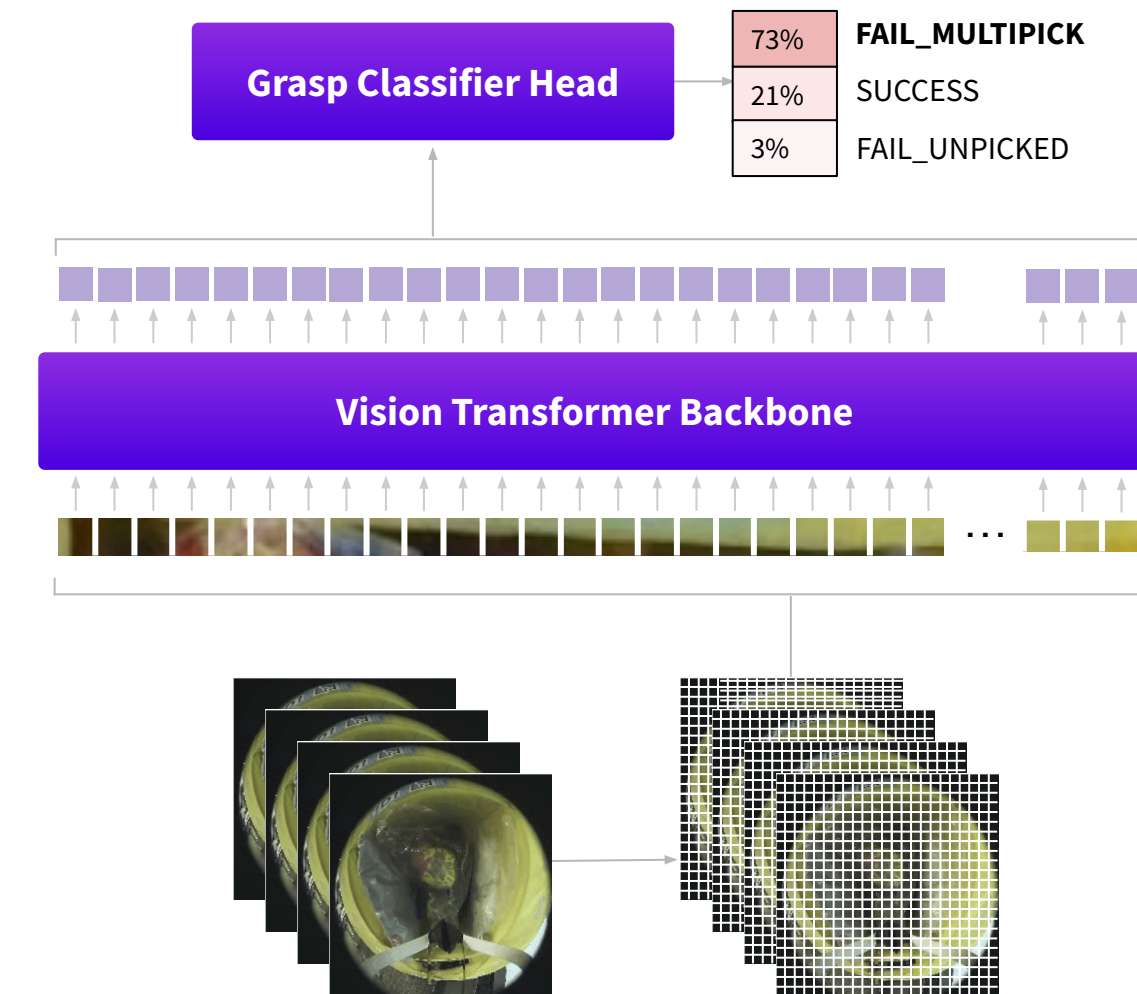 Grasp Classifier Head
73% FAIL_MULTIPICK
21% SUCCESS
3% FAIL_UNPICKED
Vision Transformer Backbone
...